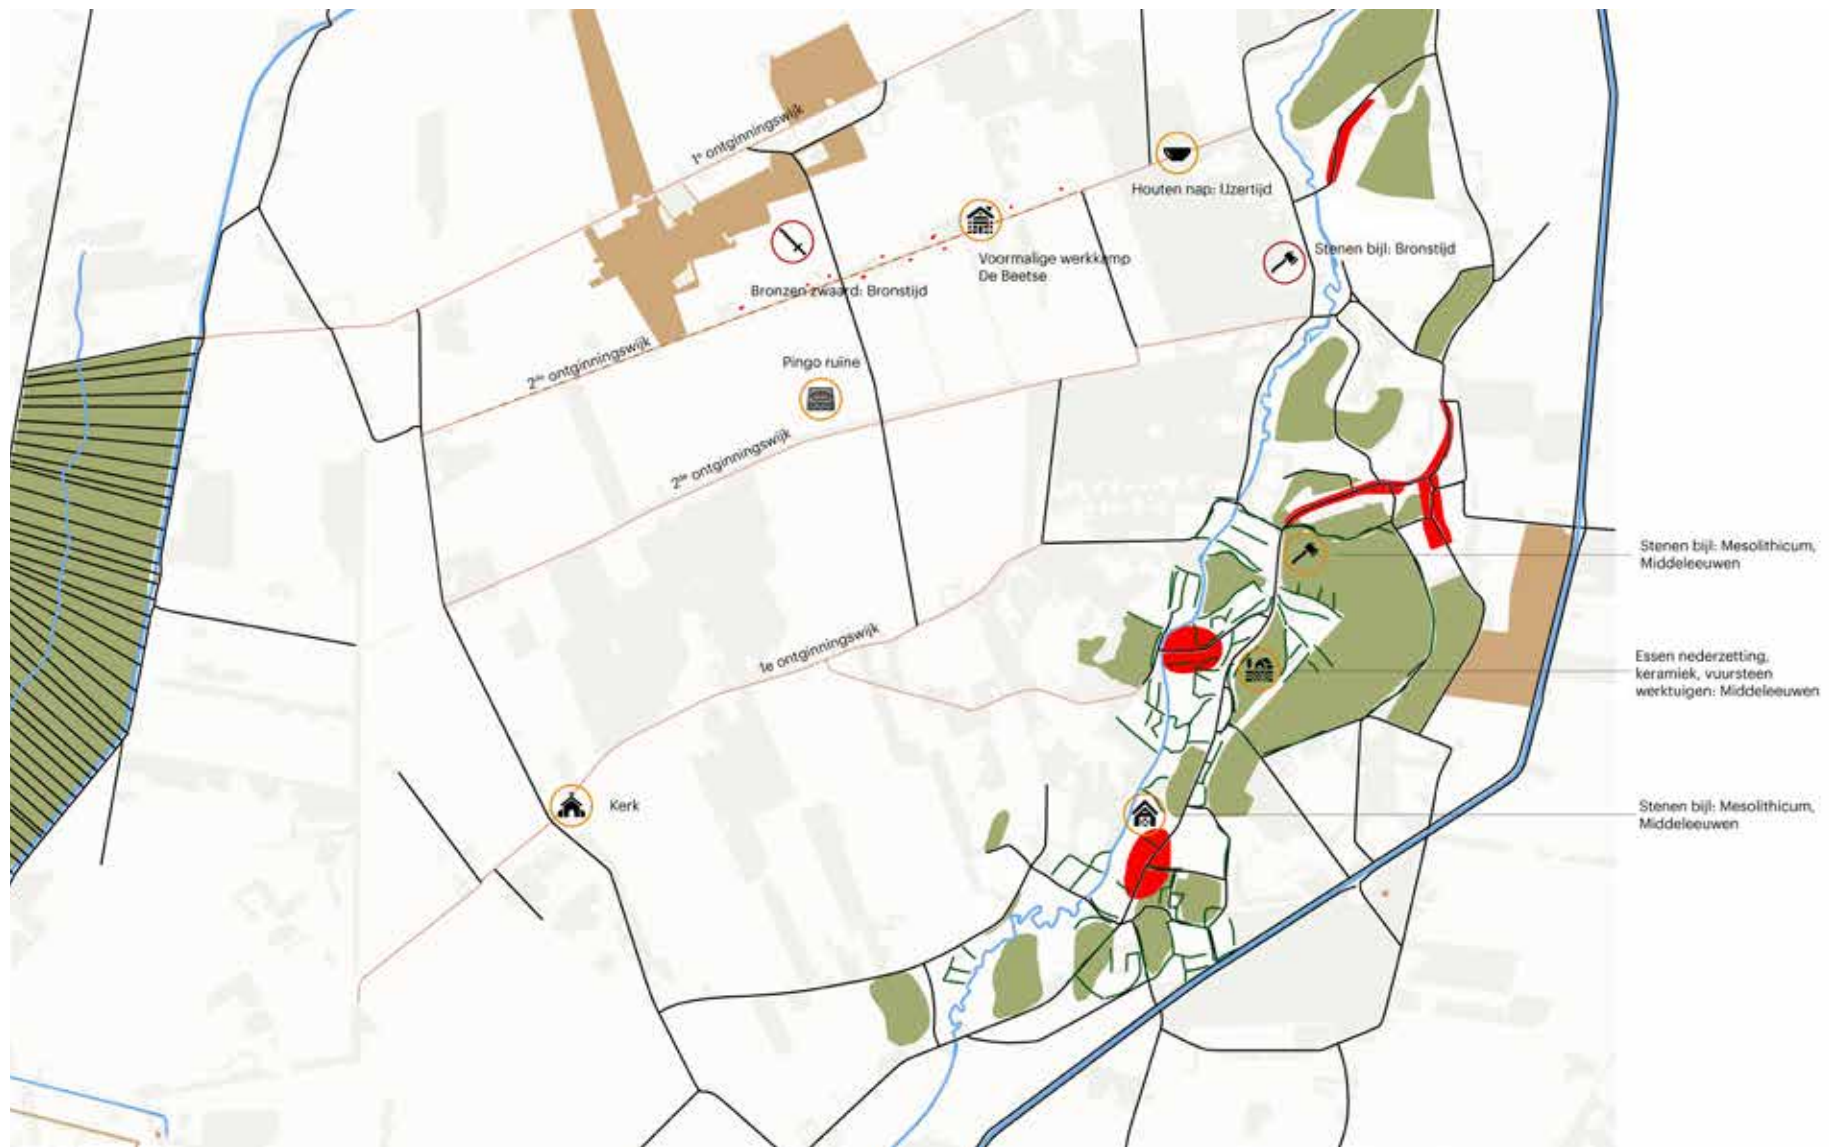 1e ontginningswijk
Houten nap: IJzertijd
Stenen bijl: Bronstijd
Voormalige werkkamp
De Beetse
Bronzen zwaard: Bronstijd
2de ontginningswijk
Pingo ruïne
2de ontginningswijk
Stenen bijl: Mesolithicum,
Middeleeuwen
1e ontginningswijk
Essen nederzetting,
keramiek, vuursteen
werktuigen: Middeleeuwen
Kerk
Stenen bijl: Mesolithicum,
Middeleeuwen